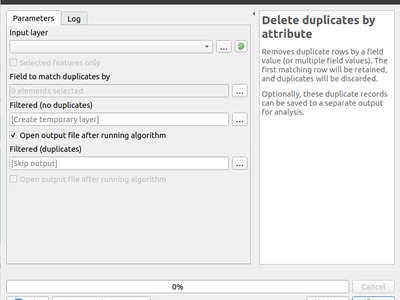 Parameters
Log
Input layer
...
Selected features only
Field to match duplicates by
0 elements selected
...
Filtered (no duplicates)
[Create temporary layer]
...
Open output file after running algorithm
Filtered (duplicates)
[Skip output]
...
Open output file after running algorithm
Delete duplicates by
attribute
Removes duplicate rows by a field
value (or multiple field values). The
first matching row will be retained,
and duplicates will be discarded.
Optionally, these duplicate records
can be saved to a separate output
for analysis.
0%
Cancel